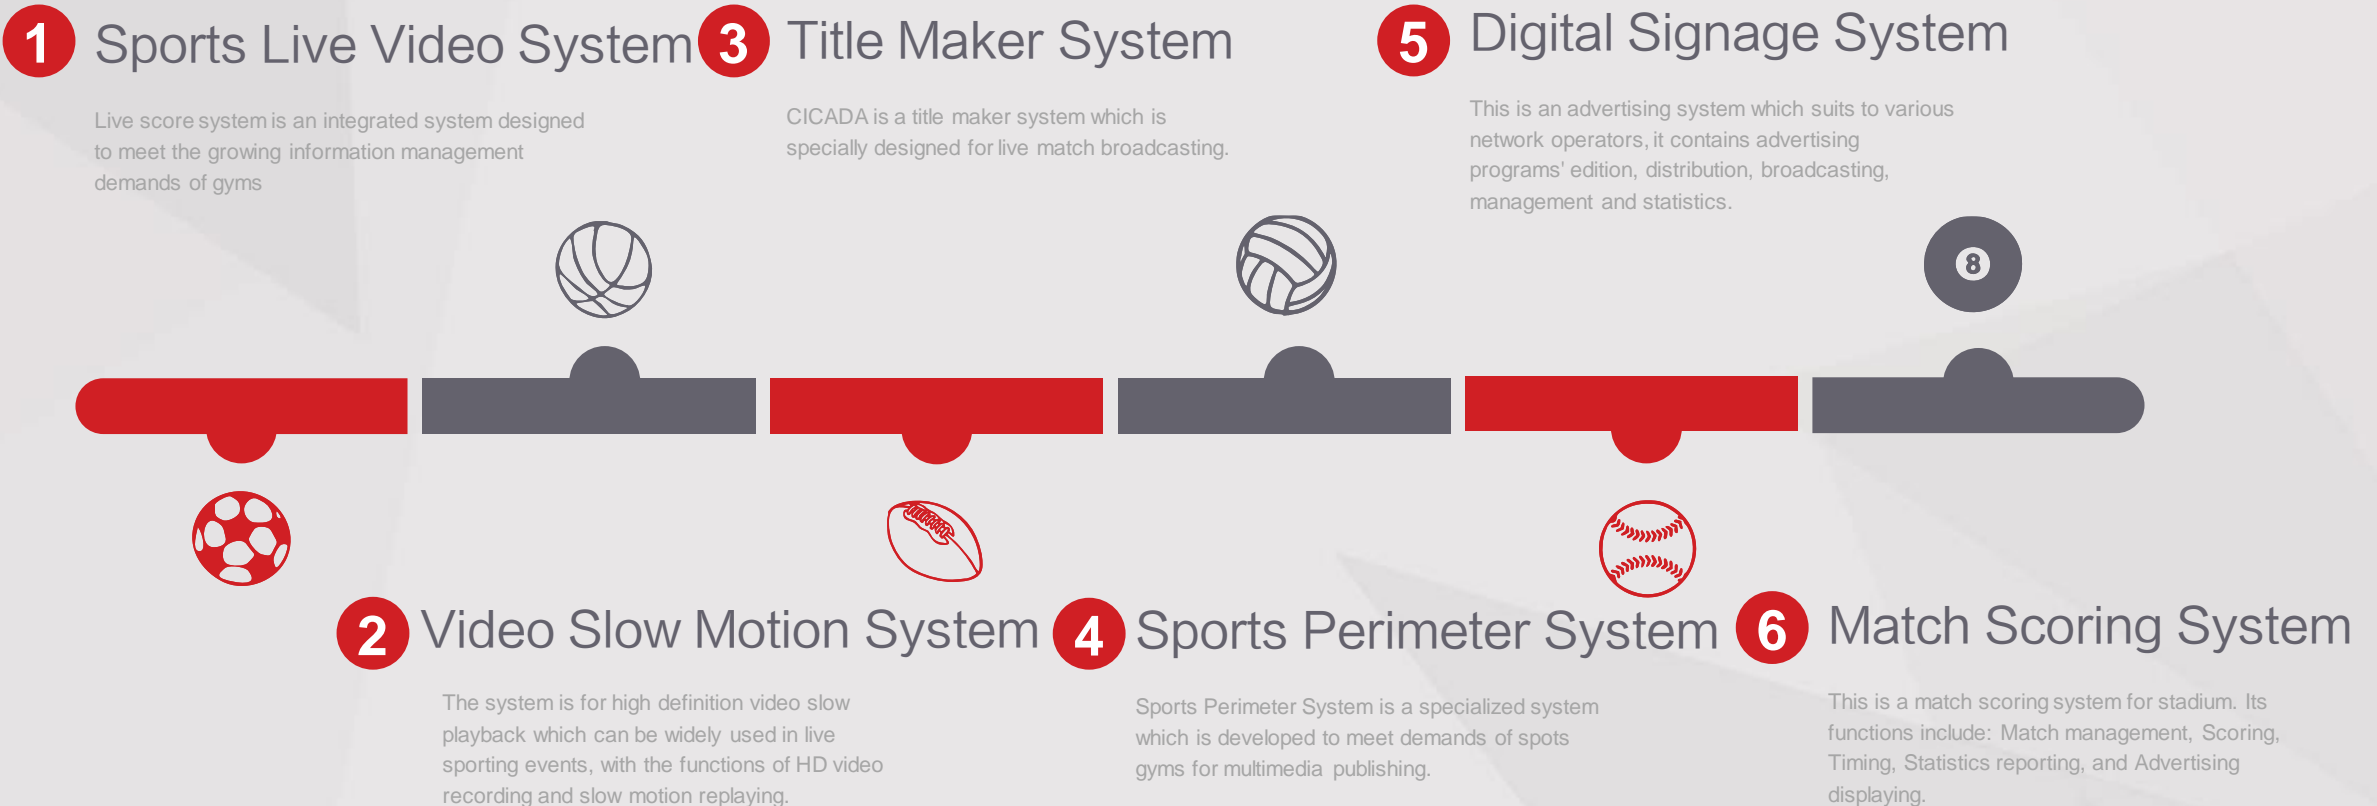 1 Sports Live Video System
Live score system is an integrated system designed
to meet the growing information management
demands of gyms
2 Video Slow Motion System
The system is for high definition video slow
playback which can be widely used in live
sporting events, with the functions of HD video
recording and slow motion replaying.
3 Title Maker System
CICADA is a title maker system which is
specially designed for live match broadcasting.
4 Sports Perimeter System
Sports Perimeter System is a specialized system
which is developed to meet demands of spots
gyms for multimedia publishing.
5 Digital Signage System
This is an advertising system which suits to various
network operators, it contains advertising
programs' edition, distribution, broadcasting,
management and statistics.
8
6 Match Scoring System
This is a match scoring system for stadium. Its
functions include: Match management, Scoring,
Timing, Statistics reporting, and Advertising
displaying.